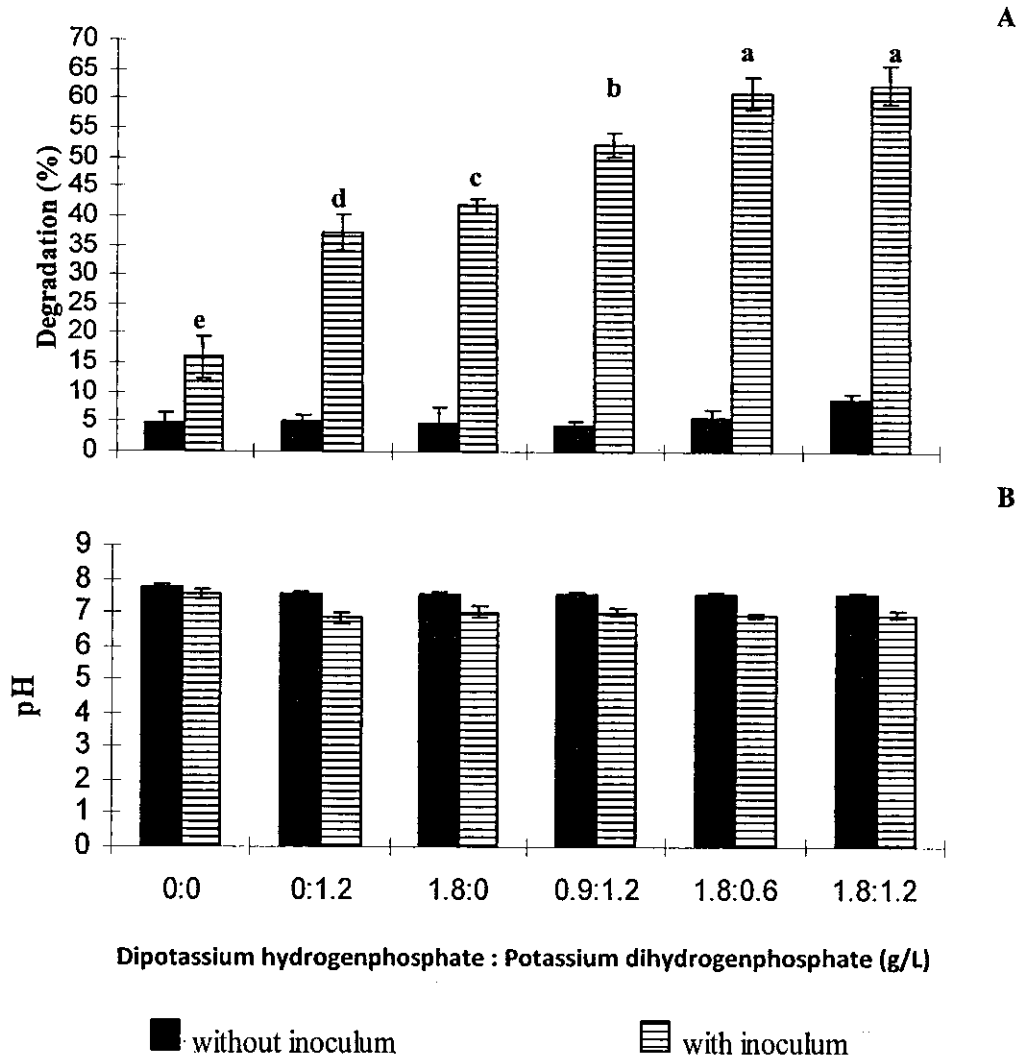 A
70
65
60
55
50
45
40
35
30
25
20
15
10
5
0
Degradation (%)
e
d
c
b
a
a
B
9
8
7
6
5
4
3
2
1
0
pH
0:0 0:1.2 1.8:0 0.9:1.2 1.8:0.6 1.8:1.2
Dipotassium hydrogenphosphate : Potassium dihydrogenphosphate (g/L)
without inoculum with inoculum